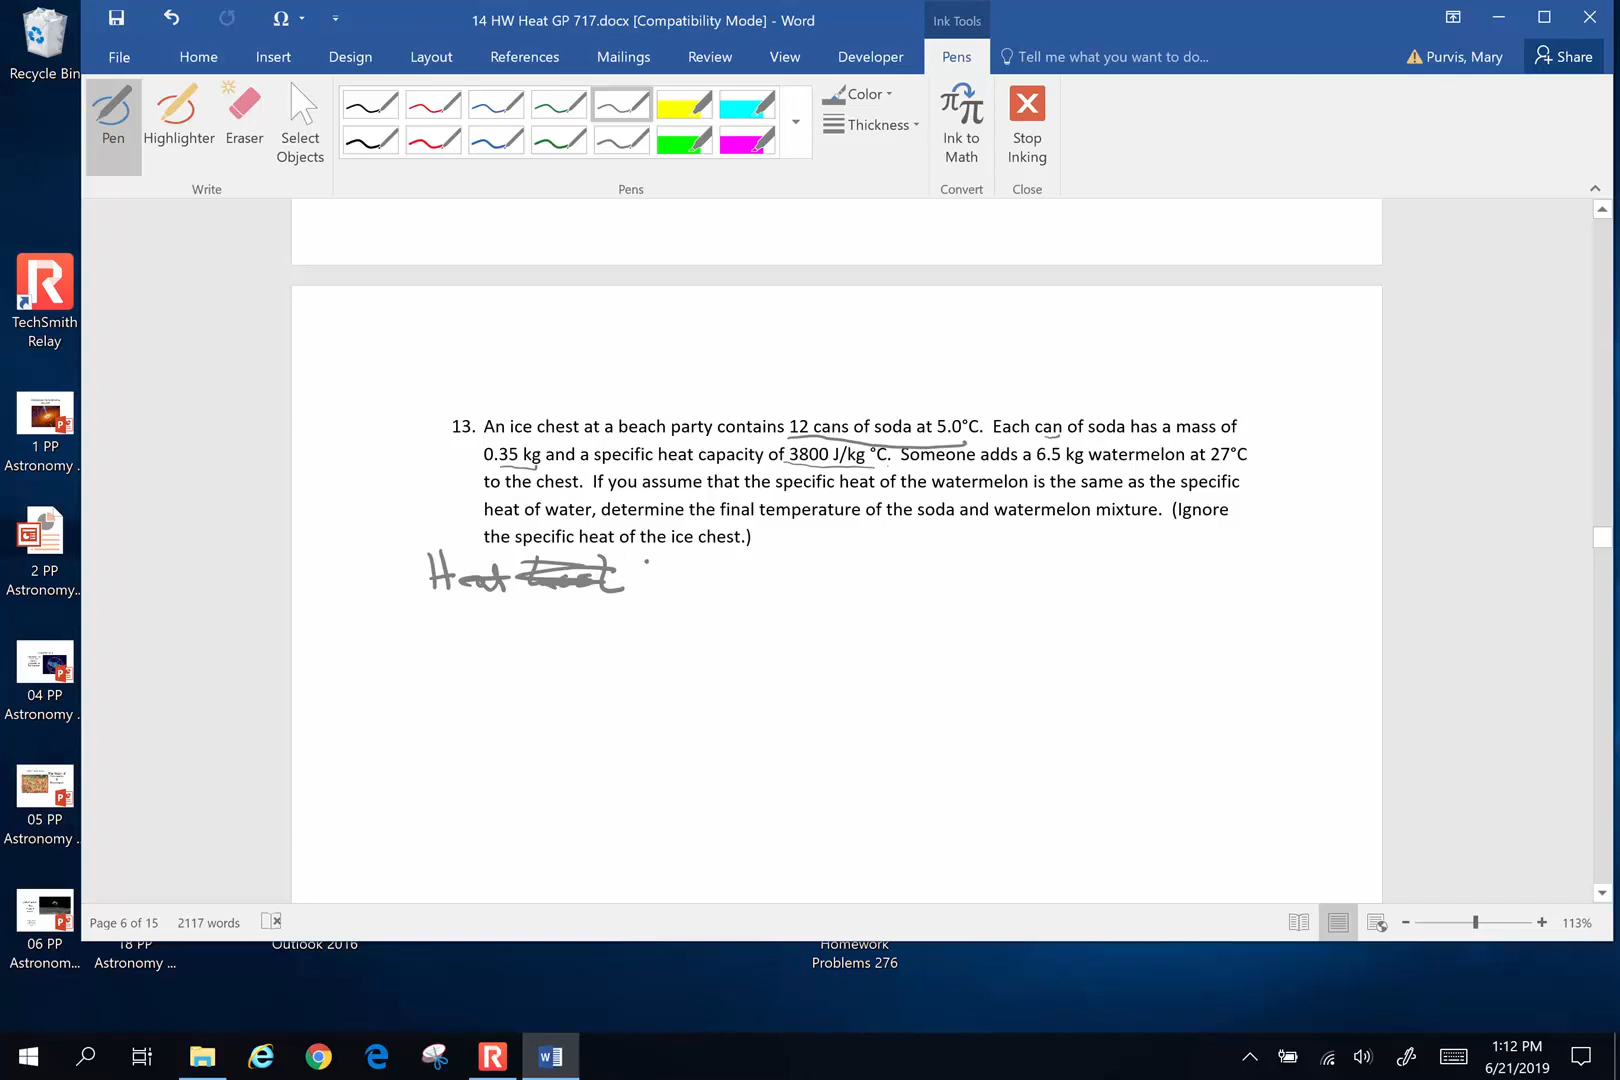 Recycle Bin
TechSmith
Relay
1 PP
Astronomy ...
2 PP
Astronomy...
04 PP
Astronomy .
05 PP
Astronomy .
06 PP
Astronom...
18 PP
Astronomy ...
Outlook 2016
Homework
Problems 276
14 HW Heat GP 717.docx [Compatibility Mode] - Word
Ink Tools
File Home Insert Design Layout References Mailings Review View Developer Pens Tell me what you want to do... Purvis, Mary Share
Pen Highlighter Eraser Select
Objects
Write
Pens
Color
Thickness
Ink to
Math
Convert
Stop
Inking
Close
13. An ice chest at a beach party contains 12 cans of soda at 5.0°C. Each can of soda has a mass of
0.35 kg and a specific heat capacity of 3800 J/kg °C. Someone adds a 6.5 kg watermelon at 27°C
to the chest. If you assume that the specific heat of the watermelon is the same as the specific
heat of water, determine the final temperature of the soda and watermelon mixture. (Ignore
the specific heat of the ice chest.)
Heat
Page 6 of 15 2117 words 113%
1:12 PM
6/21/2019